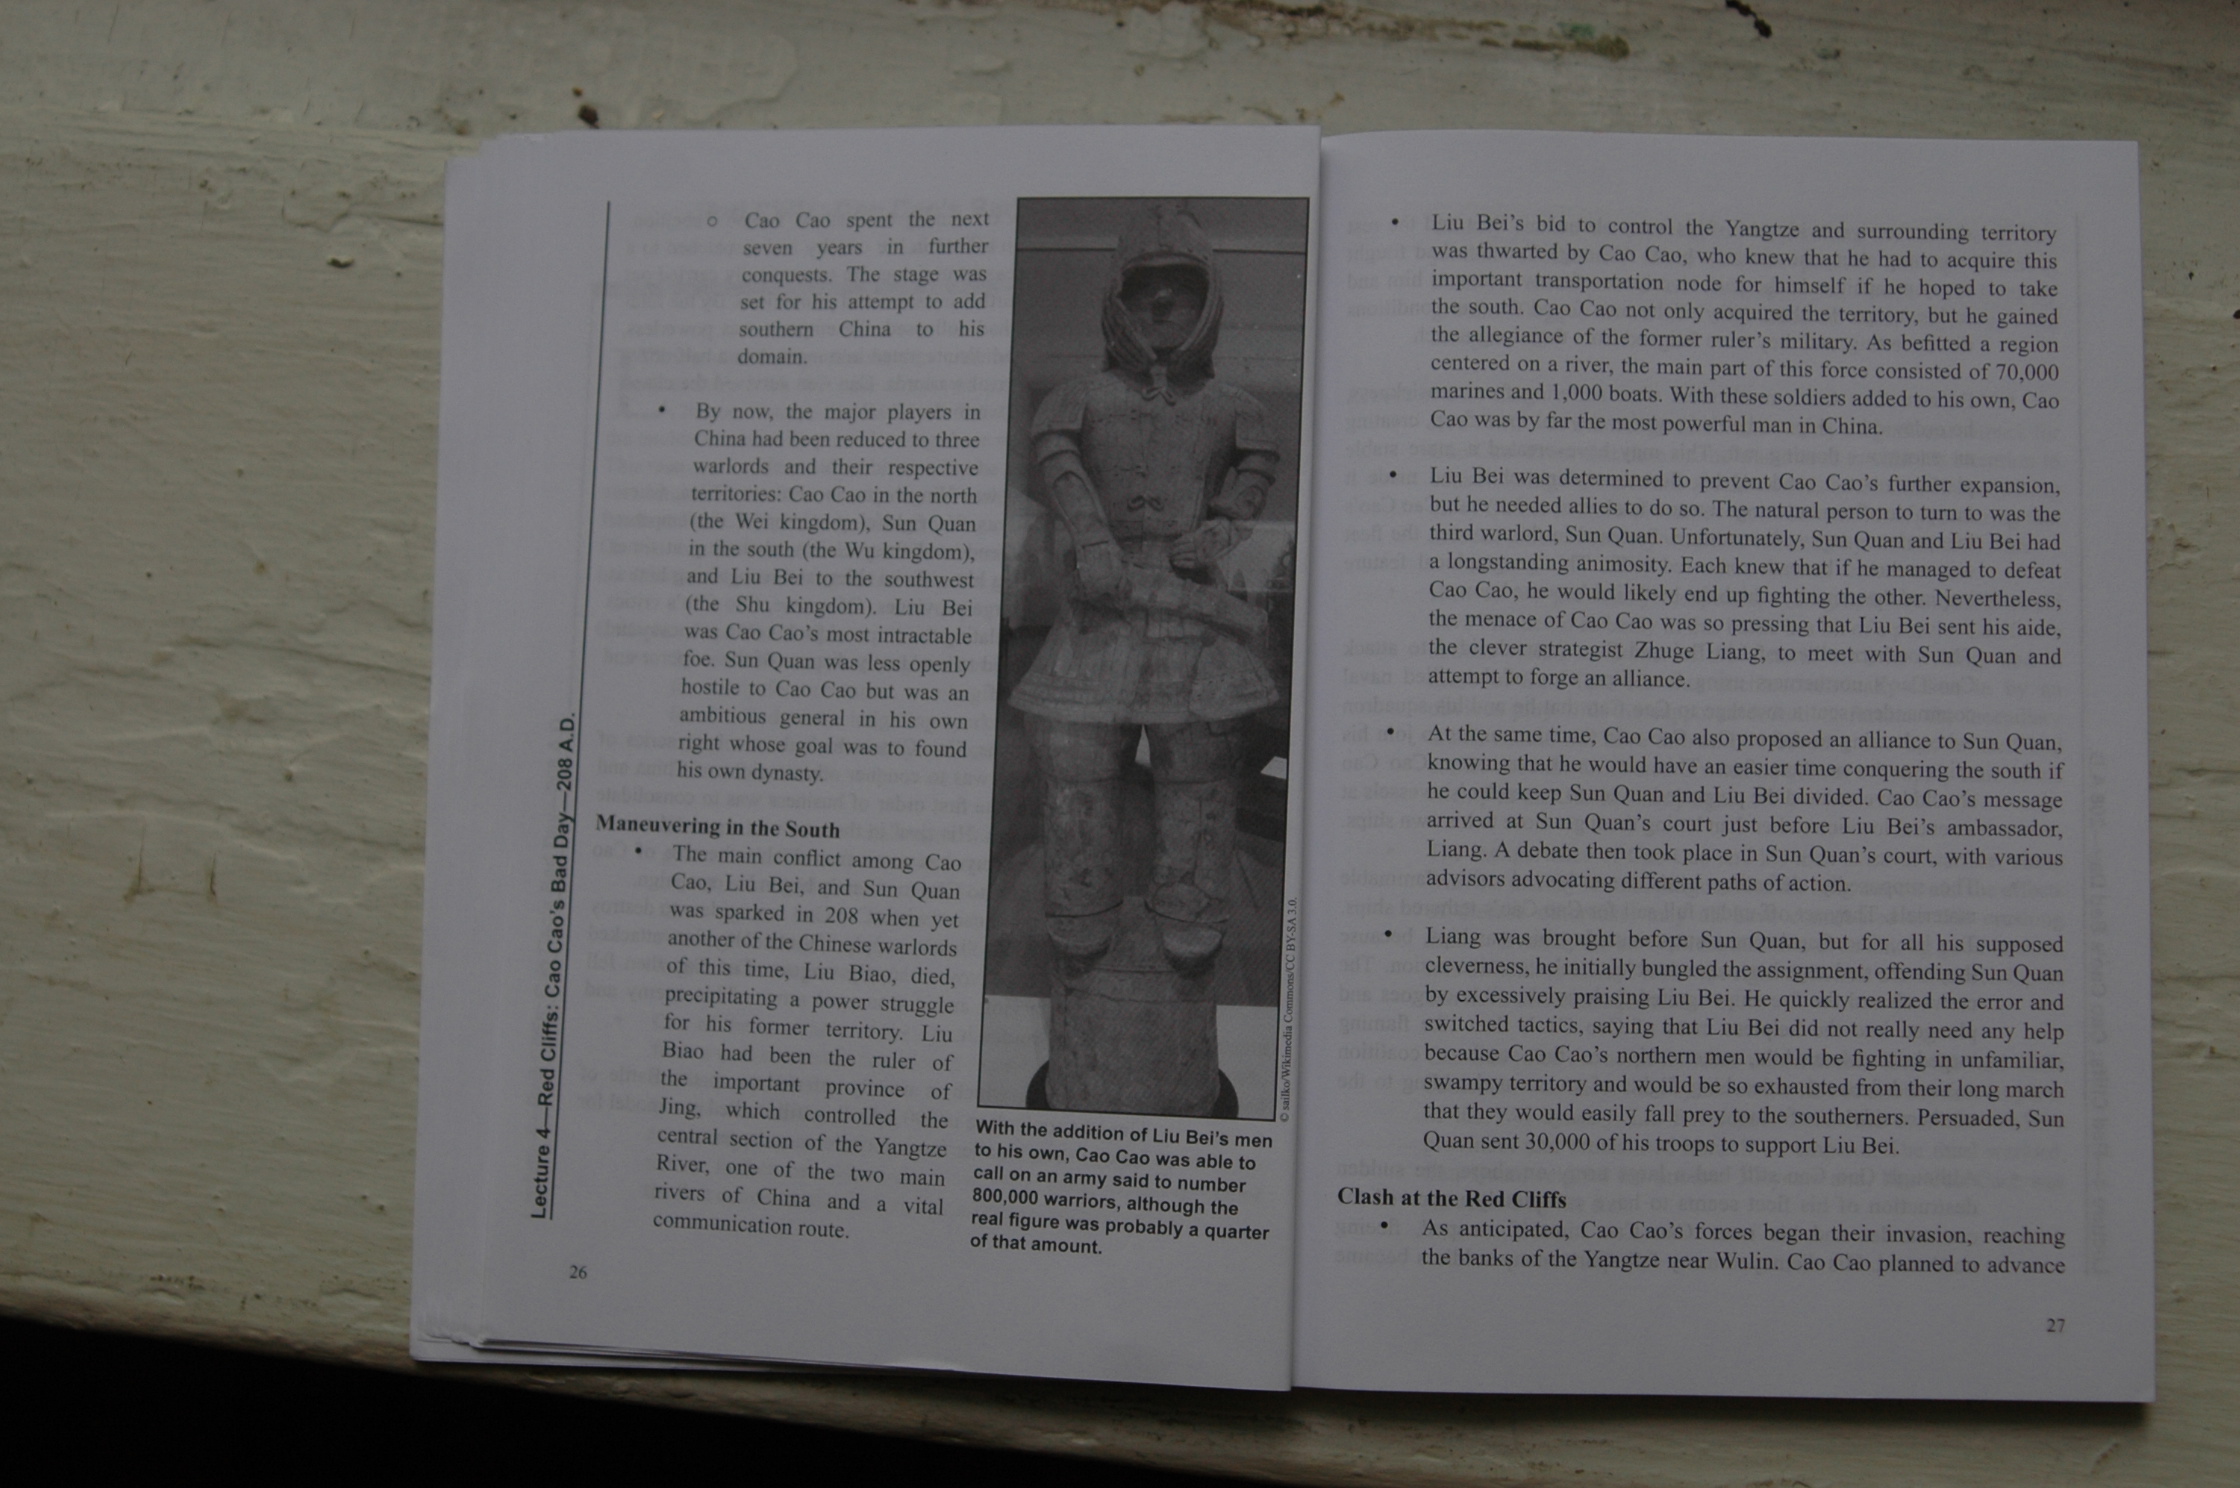 Lecture 4—Red Cliffs: Cao Cao's Bad Day—208 A.D.
○ Cao Cao spent the next
seven years in further
conquests. The stage was
set for his attempt to add
southern China to his
domain.
• By now, the major players in
China had been reduced to three
warlords and their respective
territories: Cao Cao in the north
(the Wei kingdom), Sun Quan
in the south (the Wu kingdom),
and Liu Bei to the southwest
(the Shu kingdom). Liu Bei
was Cao Cao's most intractable
foe. Sun Quan was less openly
hostile to Cao Cao but was an
ambitious general in his own
right whose goal was to found
his own dynasty.
Maneuvering in the South
• The main conflict among Cao
Cao, Liu Bei, and Sun Quan
was sparked in 208 when yet
another of the Chinese warlords
of this time, Liu Biao, died,
precipitating a power struggle
for his former territory. Liu
Biao had been the ruler of
the important province of
Jing, which controlled the
central section of the Yangtze
River, one of the two main
rivers of China and a vital
communication route.
© sailko/Wikimedia Commons/CC BY-SA 3.0.
With the addition of Liu Bei's men
to his own, Cao Cao was able to
call on an army said to number
800,000 warriors, although the
real figure was probably a quarter
of that amount.
26
• Liu Bei's bid to control the Yangtze and surrounding territory
was thwarted by Cao Cao, who knew that he had to acquire this
important transportation node for himself if he hoped to take
the south. Cao Cao not only acquired the territory, but he gained
the allegiance of the former ruler's military. As befitted a region
centered on a river, the main part of this force consisted of 70,000
marines and 1,000 boats. With these soldiers added to his own, Cao
Cao was by far the most powerful man in China.
• Liu Bei was determined to prevent Cao Cao's further expansion,
but he needed allies to do so. The natural person to turn to was the
third warlord, Sun Quan. Unfortunately, Sun Quan and Liu Bei had
a longstanding animosity. Each knew that if he managed to defeat
Cao Cao, he would likely end up fighting the other. Nevertheless,
the menace of Cao Cao was so pressing that Liu Bei sent his aide,
the clever strategist Zhuge Liang, to meet with Sun Quan and
attempt to forge an alliance.
• At the same time, Cao Cao also proposed an alliance to Sun Quan,
knowing that he would have an easier time conquering the south if
he could keep Sun Quan and Liu Bei divided. Cao Cao's message
arrived at Sun Quan's court just before Liu Bei's ambassador,
Liang. A debate then took place in Sun Quan's court, with various
advisors advocating different paths of action.
• Liang was brought before Sun Quan, but for all his supposed
cleverness, he initially bungled the assignment, offending Sun Quan
by excessively praising Liu Bei. He quickly realized the error and
switched tactics, saying that Liu Bei did not really need any help
because Cao Cao's northern men would be fighting in unfamiliar,
swampy territory and would be so exhausted from their long march
that they would easily fall prey to the southerners. Persuaded, Sun
Quan sent 30,000 of his troops to support Liu Bei.
Clash at the Red Cliffs
• As anticipated, Cao Cao's forces began their invasion, reaching
the banks of the Yangtze near Wulin. Cao Cao planned to advance
27